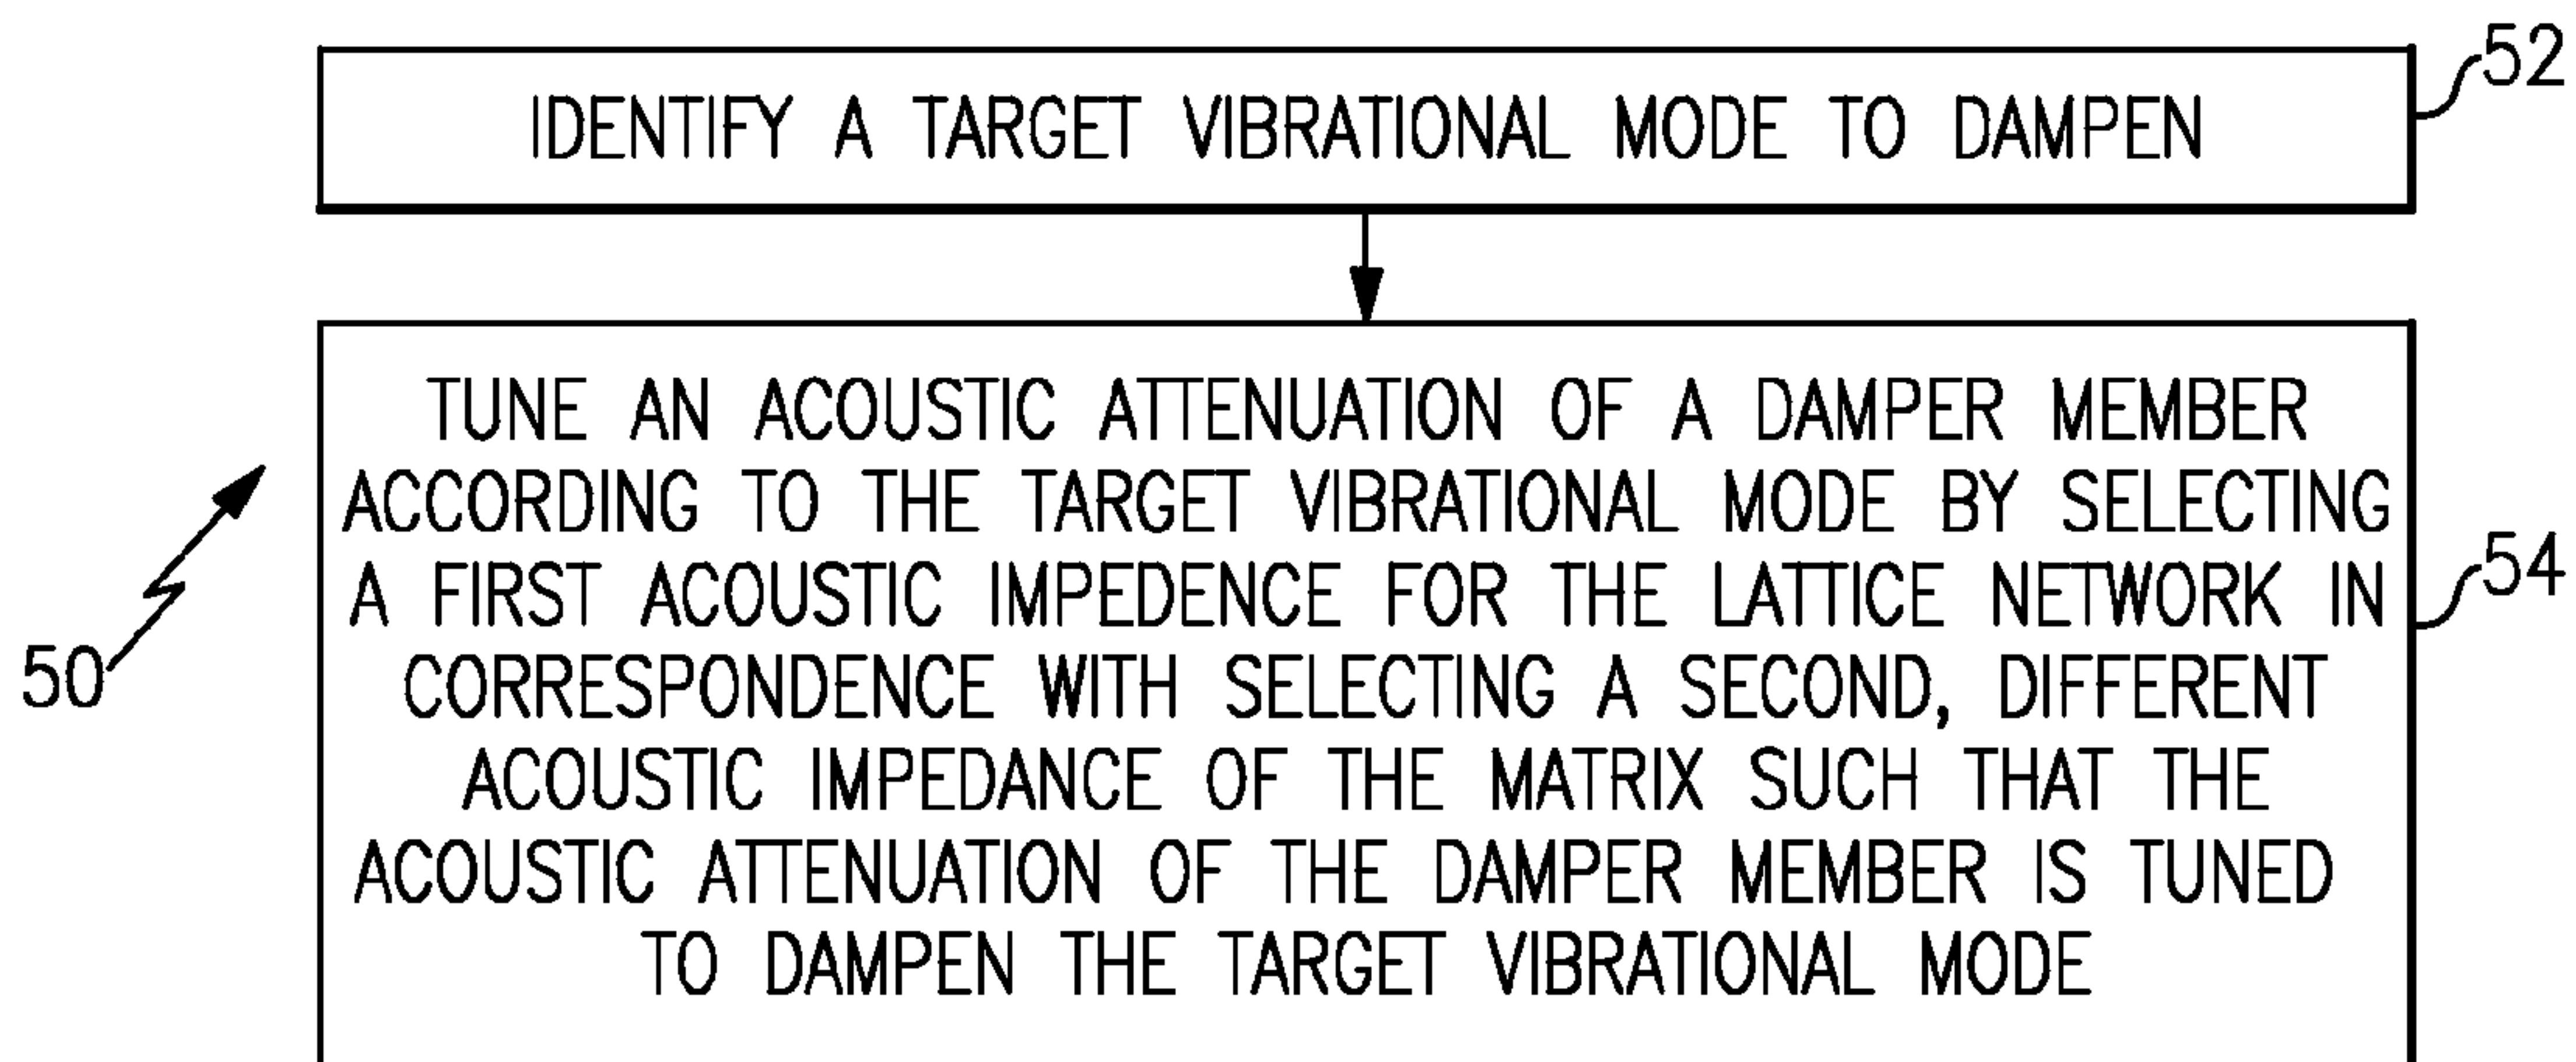 52
IDENTIFY A TARGET VIBRATIONAL MODE TO DAMPEN
TUNE AN ACOUSTIC ATTENUATION OF A DAMPER MEMBER
ACCORDING TO THE TARGET VIBRATIONAL MODE BY SELECTING
A FIRST ACOUSTIC IMPEDENCE FOR THE LATTICE NETWORK IN
54
CORRESPONDENCE WITH SELECTING A SECOND, DIFFERENT
50
ACOUSTIC IMPEDANCE OF THE MATRIX SUCH THAT THE
ACOUSTIC ATTENUATION OF THE DAMPER MEMBER IS TUNED
TO DAMPEN THE TARGET VIBRATIONAL MODE